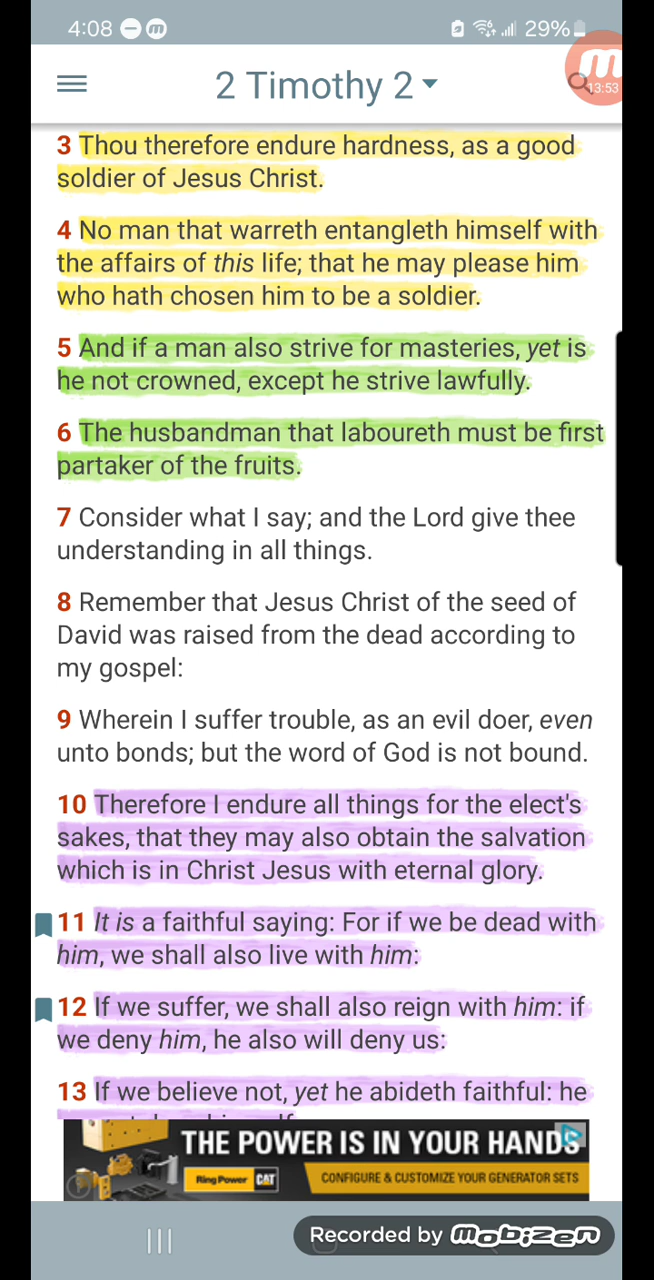 4:08
29%
13:53
2 Timothy 2
3 Thou therefore endure hardness, as a good
soldier of Jesus Christ.
4 No man that warreth entangleth himself with
the affairs of this life; that he may please him
who hath chosen him to be a soldier.
5 And if a man also strive for masteries, yet is
he not crowned, except he strive lawfully.
6 The husbandman that laboureth must be first
partaker of the fruits.
7 Consider what I say; and the Lord give thee
understanding in all things.
8 Remember that Jesus Christ of the seed of
David was raised from the dead according to
my gospel:
9 Wherein I suffer trouble, as an evil doer, even
unto bonds; but the word of God is not bound.
10 Therefore I endure all things for the elect's
sakes, that they may also obtain the salvation
which is in Christ Jesus with eternal glory.
11 It is a faithful saying: For if we be dead with
him, we shall also live with him:
12 If we suffer, we shall also reign with him: if
we deny him, he also will deny us:
13 If we believe not, yet he abideth faithful: he
THE POWER IS IN YOUR HANDS
Ring Power CAT
CONFIGURE & CUSTOMIZE YOUR GENERATOR SETS
Recorded by mobizen